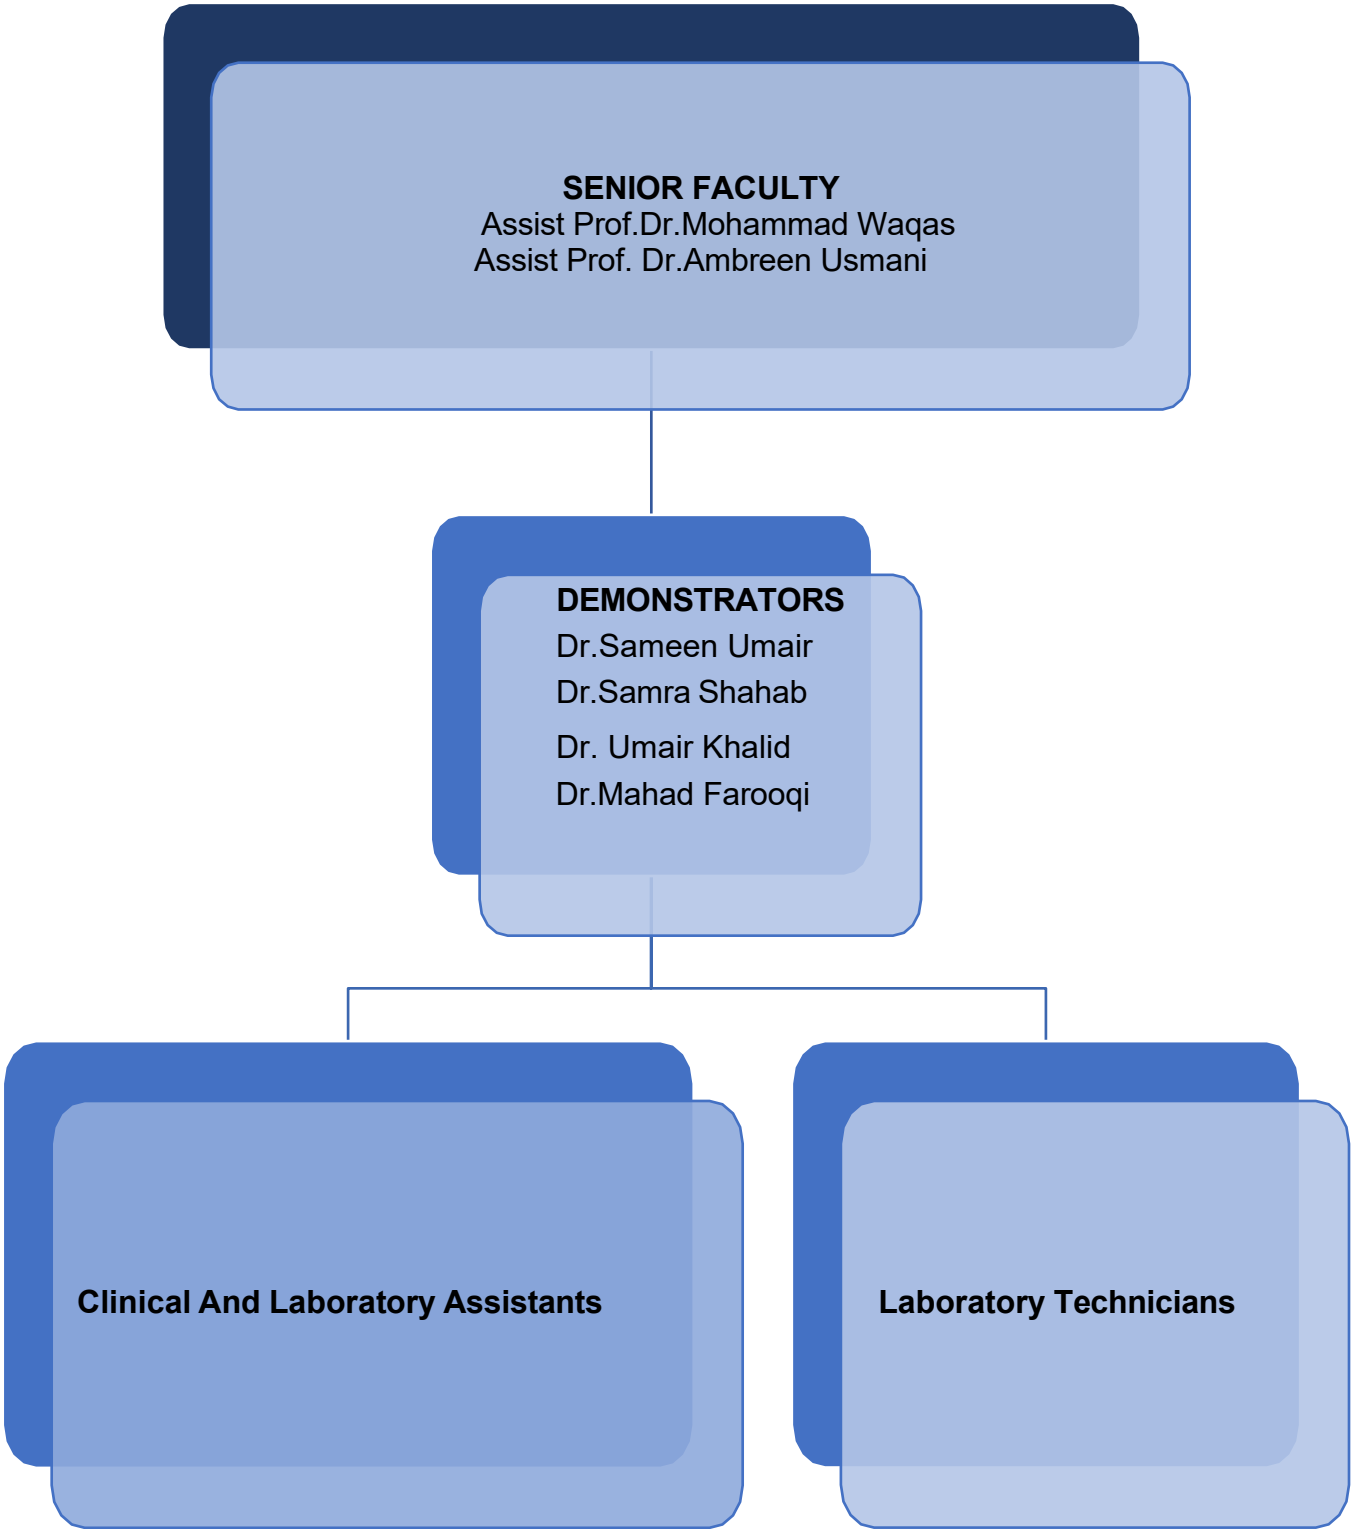 SENIOR FACULTY
Assist Prof.Dr.Mohammad Waqas
Assist Prof. Dr.Ambreen Usmani
DEMONSTRATORS
Dr.Sameen Umair
Dr.Samra Shahab
Dr. Umair Khalid
Dr.Mahad Farooqi
Clinical And Laboratory Assistants
Laboratory Technicians